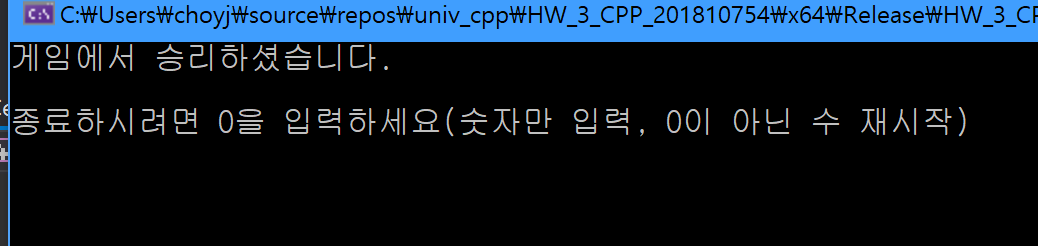 C:₩Users₩choyj₩source₩repos₩univ_cpp₩HW_3_CPP_201810754₩x64₩Release₩HW_3_CP
게임에서 승리하셨습니다.
종료하시려면 0을 입력하세요(숫자만 입력, 0이 아닌 수 재시작)